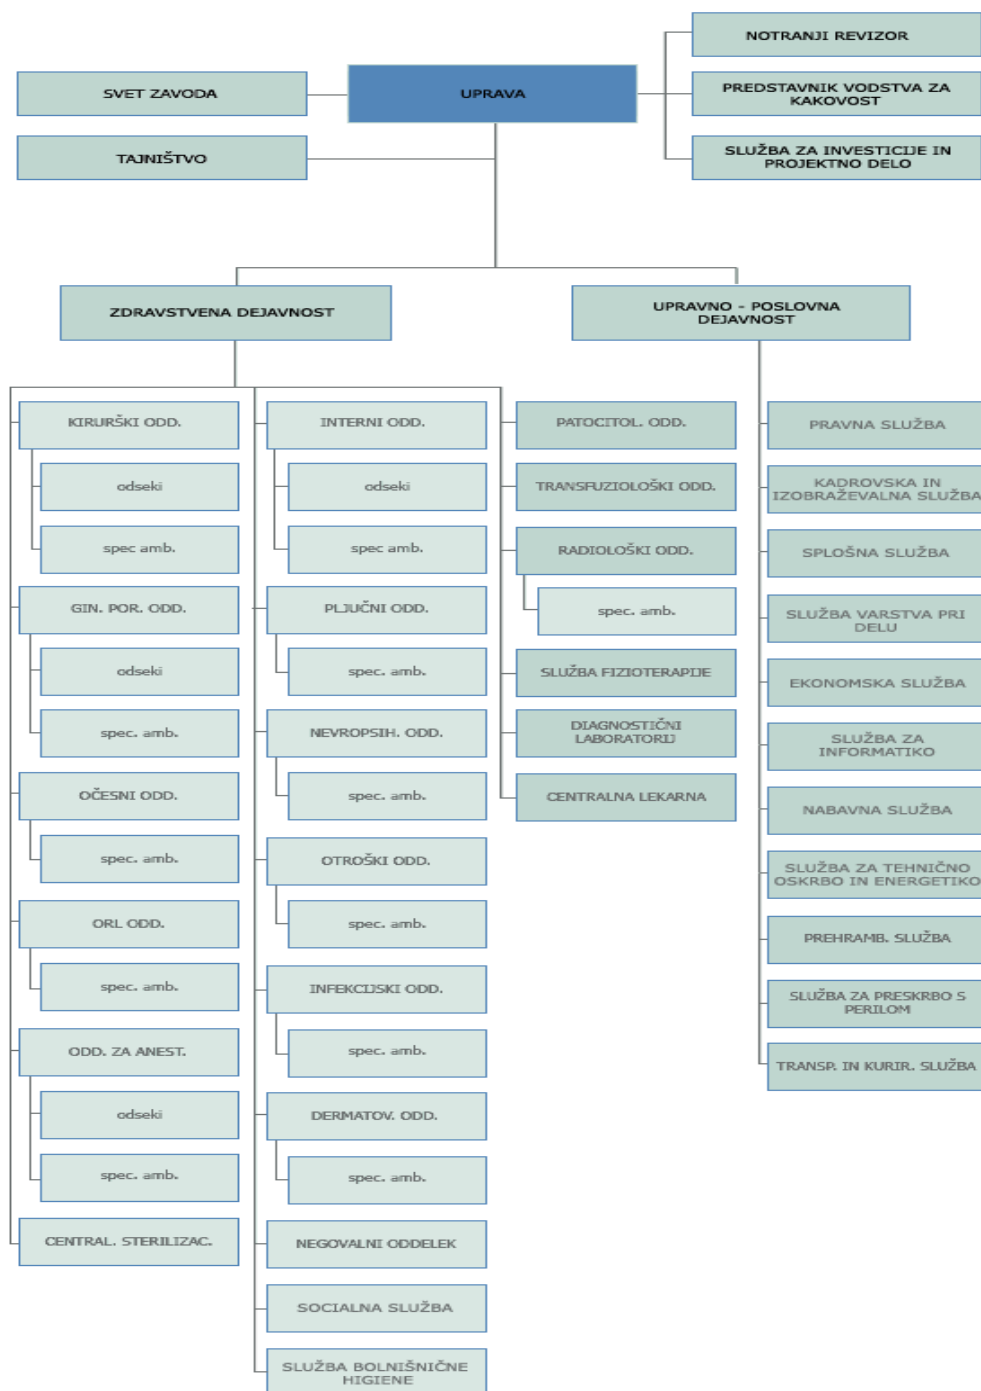 NOTRANJI REVIZOR
SVET ZAVODA
UPRAVA
PREDSTAVNIK VODSTVA ZA
KAKOVOST
TAJNIŠTVO
SLUŽBA ZA INVESTICIJE IN
PROJEKTNO DELO
ZDRAVSTVENA DEJAVNOST
UPRAVNO - POSLOVNA
DEJAVNOST
KIRURŠKI ODD.
odseki
spec amb.
GIN. POR. ODD.
odseki
spec. amb.
OČESNI ODD.
spec. amb.
ORL ODD.
spec. amb.
ODD. ZA ANEST.
odseki
spec. amb.
CENTRAL. STERILIZAC.
INTERNI ODD.
odseki
spec amb.
PLJUČNI ODD.
spec. amb.
NEVROPSIH. ODD.
spec. amb.
OTROŠKI ODD.
spec. amb.
INFEKCIJSKI ODD.
spec. amb.
DERMATOV. ODD.
spec. amb.
NEGOVALNI ODDELEK
SOCIALNA SLUŽBA
SLUŽBA BOLNIŠNIČNE
HIGIENE
PATOCITOL. ODD.
TRANSFUZIOLOŠKI ODD.
RADIOLOŠKI ODD.
spec. amb.
SLUŽBA FIZIOTERAPIJE
DIAGNOSTIČNI
LABORATORIJ
CENTRALNA LEKARNA
PRAVNA SLUŽBA
KADROVSKA IN
IZOBRAŽEVALNA SLUŽBA
SPLOŠNA SLUŽBA
SLUŽBA VARSTVA PRI
DELU
EKONOMSKA SLUŽBA
SLUŽBA ZA
INFORMATIKO
NABAVNA SLUŽBA
SLUŽBA ZA TEHNIČNO
OSKRBO IN ENERGETIKO
PREHRAMB. SLUŽBA
SLUŽBA ZA PRESKRBO S
PERILOM
TRANSP. IN KURIR. SLUŽBA